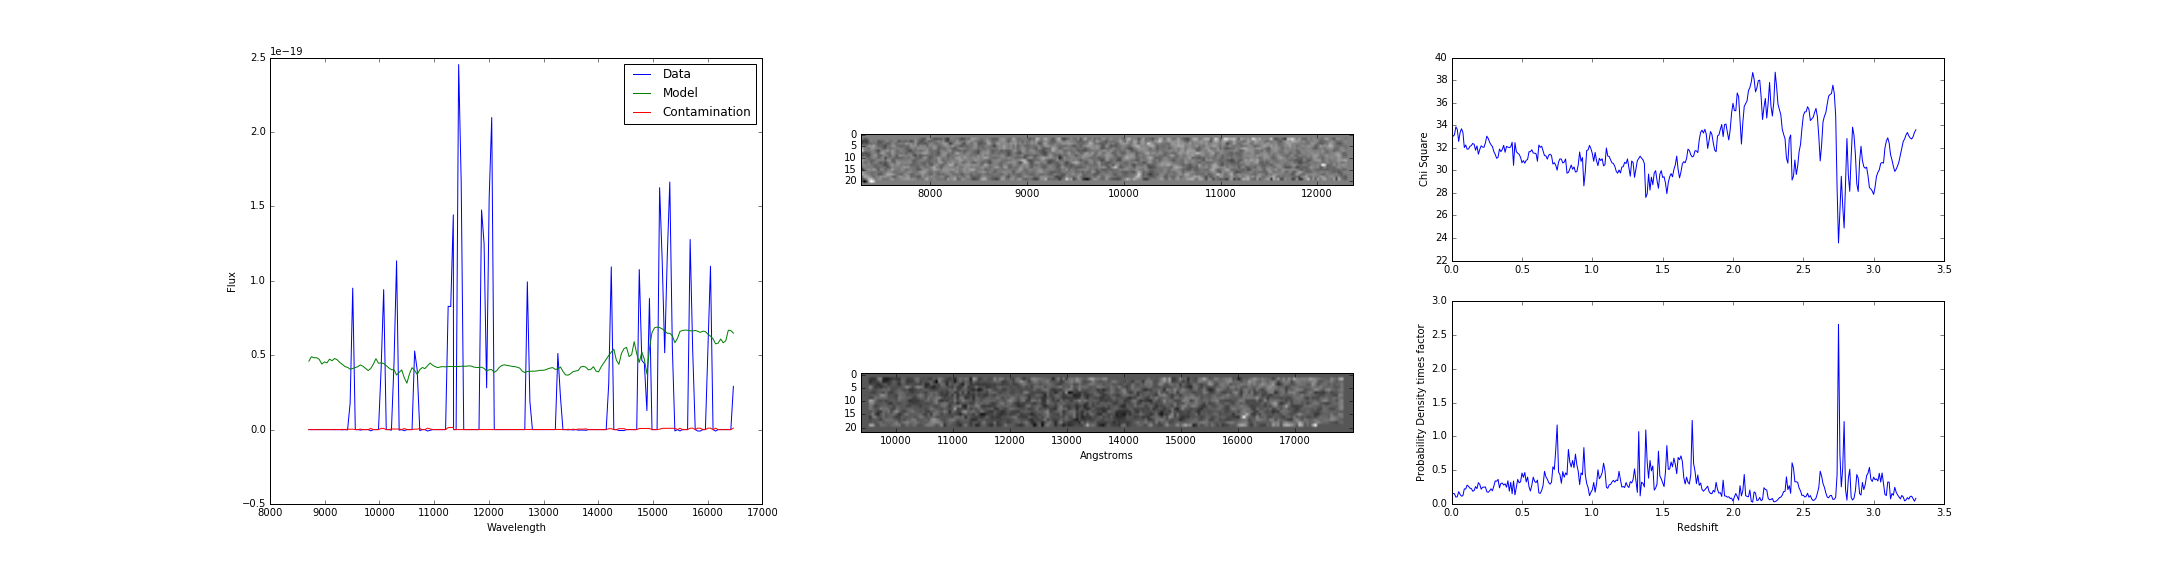 1e−19
2.5
2.0
1.5
1.0
0.5
0.0
−0.5
Flux
8000 9000 10000 11000 12000 13000 14000 15000 16000 17000
Wavelength
Data
Model
Contamination
0
5
10
15
20
8000 9000 10000 11000 12000
0
5
10
15
20
10000 11000 12000 13000 14000 15000 16000 17000
Angstroms
40
38
36
34
32
30
28
26
24
22
Chi Square
0.0 0.5 1.0 1.5 2.0 2.5 3.0 3.5
3.0
2.5
2.0
1.5
1.0
0.5
0.0
Probability Density times factor
0.0 0.5 1.0 1.5 2.0 2.5 3.0 3.5
Redshift